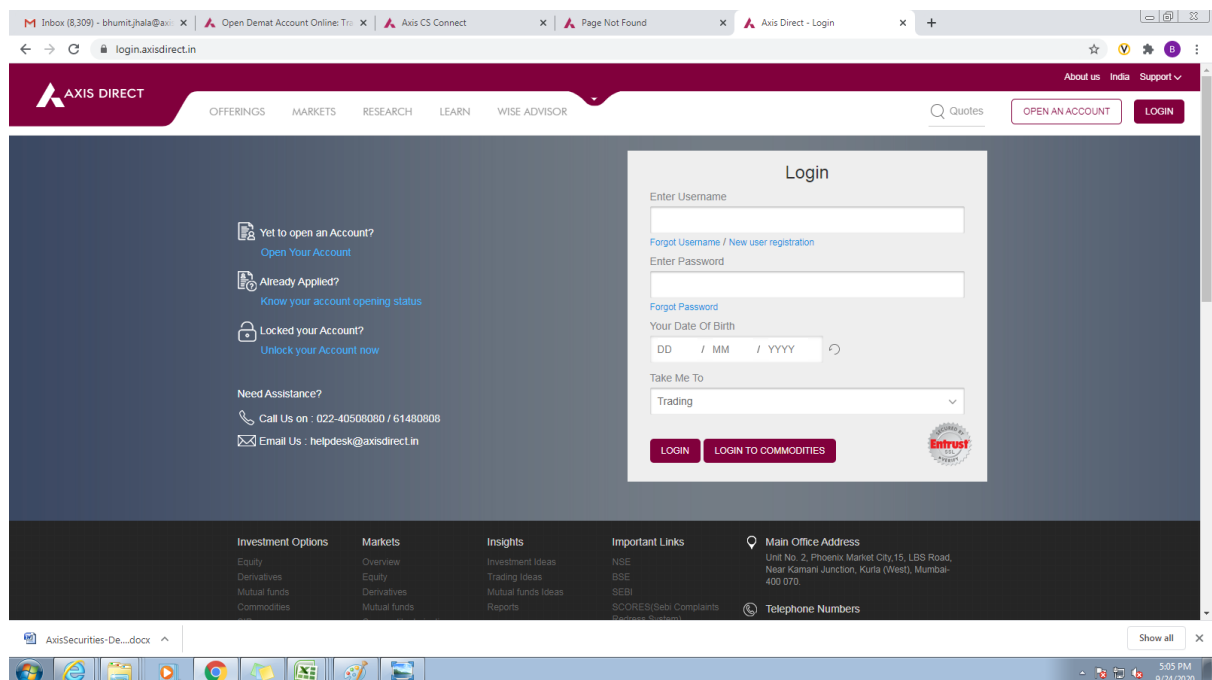 Inbox (8,309) - bhumit.jhala@axi
Open Demat Account Online: Tra
Axis CS Connect
Page Not Found
Axis Direct - Login
login.axisdirect.in
V
B
About us India Support
AXIS DIRECT
OFFERINGS MARKETS RESEARCH LEARN WISE ADVISOR
Quotes
OPEN AN ACCOUNT
LOGIN
Yet to open an Account?
Open Your Account
Already Applied?
Know your account opening status
Locked your Account?
Unlock your Account now
Need Assistance?
Call Us on : 022-40508080 / 61480808
Email Us : helpdesk@axisdirect.in
Login
Enter Username
Forgot Username / New user registration
Enter Password
Forgot Password
Your Date Of Birth
DD / MM / YYYY
Take Me To
Trading
LOGIN
LOGIN TO COMMODITIES
SECURED BY
Entrust
SSL
Investment Options
Equity
Derivatives
Mutual funds
Commodities
Markets
Overview
Equity
Derivatives
Mutual funds
Insights
Investment Ideas
Trading Ideas
Mutual funds Ideas
Reports
Important Links
NSE
BSE
SEBI
SCORES(Sebi Complaints
Redress System)
Main Office Address
Unit No. 2, Phoenix Market City,15, LBS Road,
Near Kamani Junction, Kurla (West), Mumbai-
400 070.
Telephone Numbers
AxisSecurities-De....docx
Show all
5:05 PM
9/24/2020